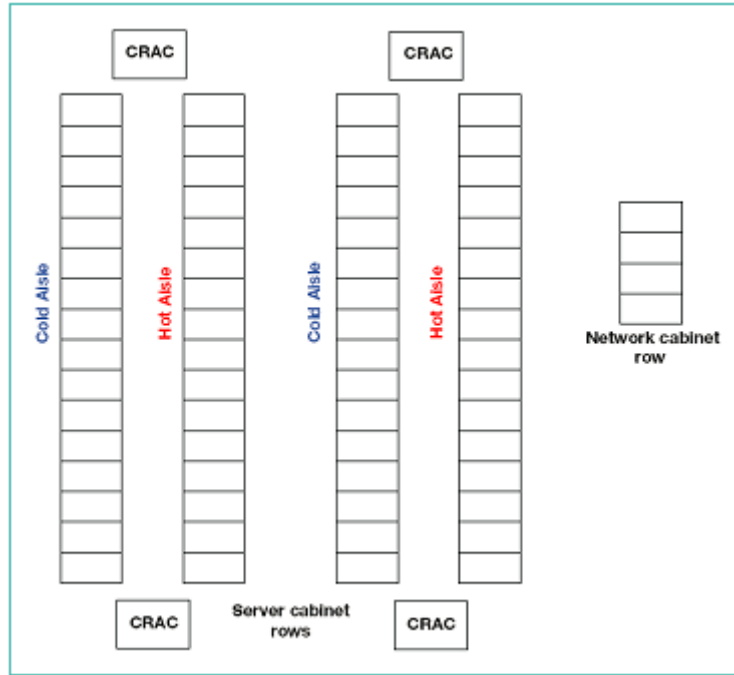 CRAC
CRAC
Cold Aisle
Hot Aisle
Cold Aisle
Hot Aisle
Network cabinet
row
CRAC
Server cabinet
rows
CRAC